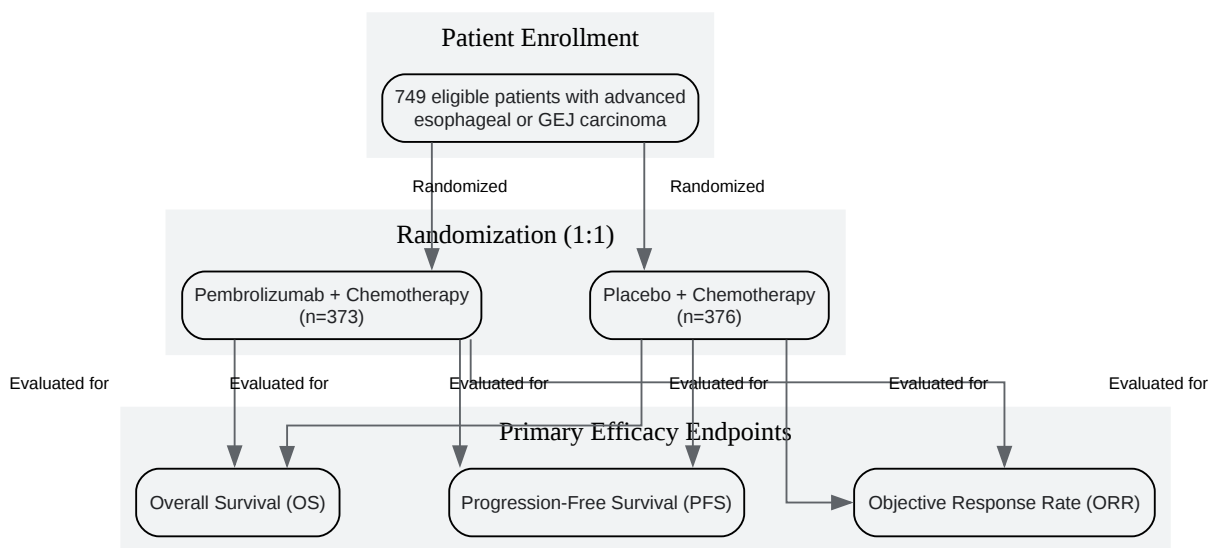 Patient Enrollment
749 eligible patients with advanced
esophageal or GEJ carcinoma
Randomized
Randomized
Randomization (1:1)
Pembrolizumab + Chemotherapy
(n=373)
Placebo + Chemotherapy
(n=376)
Evaluated for
Evaluated for
Evaluated for
Evaluated for
Evaluated for
Evaluated for
Primary Efficacy Endpoints
Overall Survival (OS)
Progression-Free Survival (PFS)
Objective Response Rate (ORR)